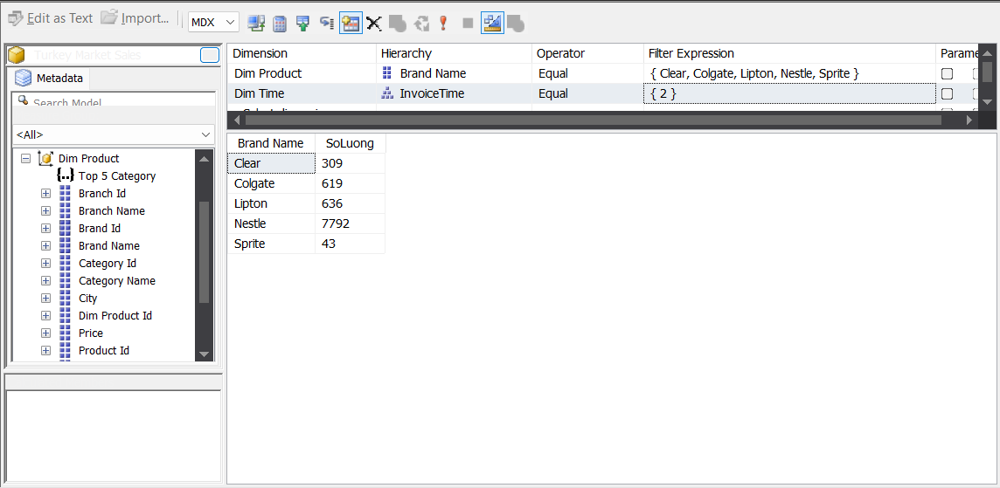 Edit as Text Import... MDX
Turkey Market Sales
Metadata
Search Model
<All>
Dim Product
Top 5 Category
Branch Id
Branch Name
Brand Id
Brand Name
Category Id
Category Name
City
Dim Product Id
Price
Product Id
Dimension Hierarchy Operator Filter Expression Parame
Dim Product Brand Name Equal { Clear, Colgate, Lipton, Nestle, Sprite }
Dim Time InvoiceTime Equal { 2 }
Brand Name SoLuong
Clear 309
Colgate 619
Lipton 636
Nestle 7792
Sprite 43